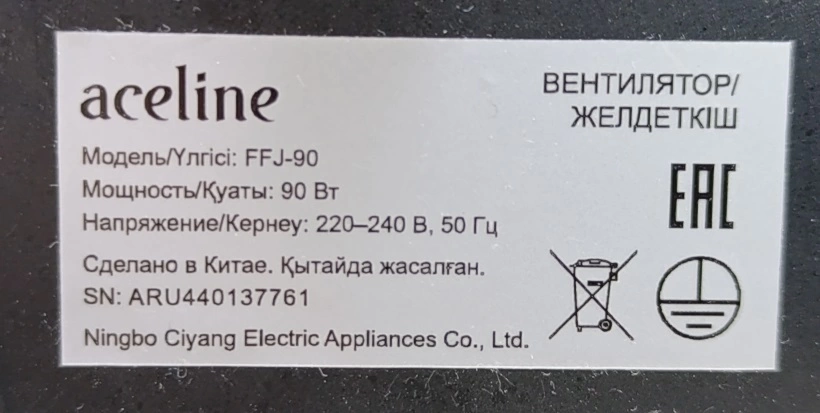 aceline
ВЕНТИЛЯТОР/
ЖЕЛДЕТКІШ
Модель/Үлгісі: FFJ-90
Мощность/Қуаты: 90 Вт
Напряжение/Кернеу: 220–240 В, 50 Гц
Сделано в Китае. Қытайда жасалған.
SN: ARU440137761
Ningbo Ciyang Electric Appliances Co., Ltd.
EAC